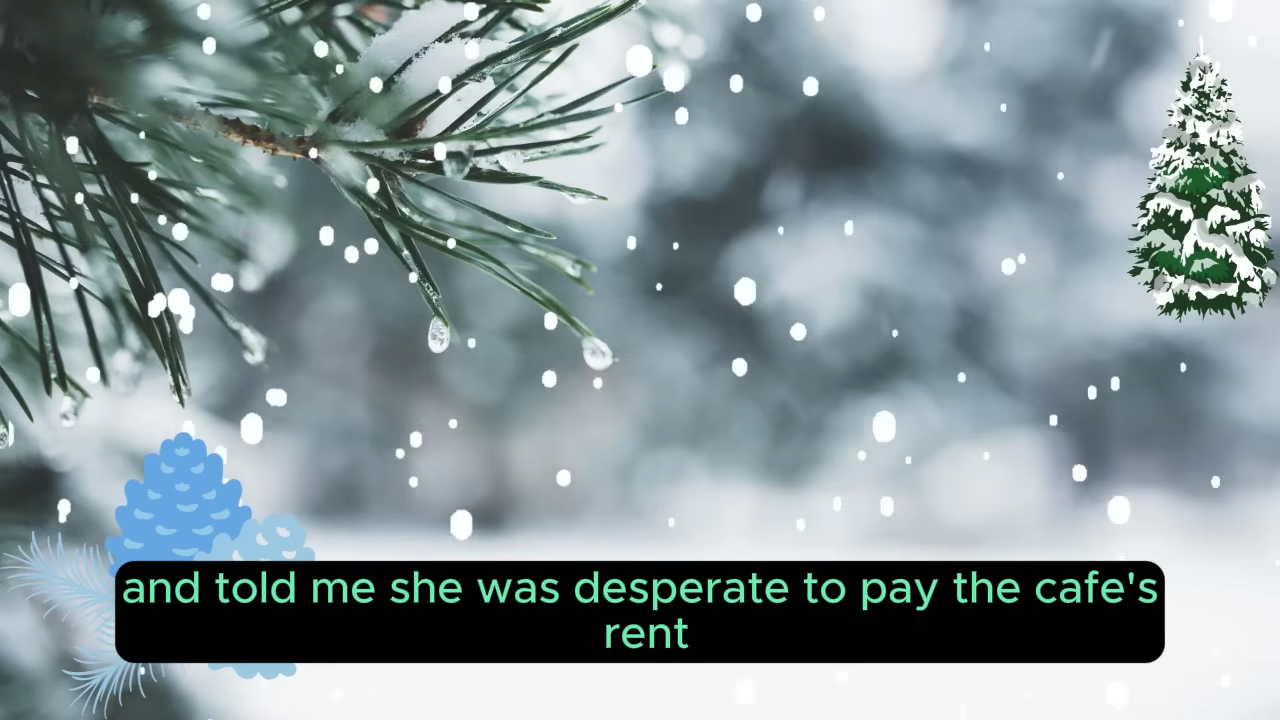 and told me she was desperate to pay the cafe's
rent